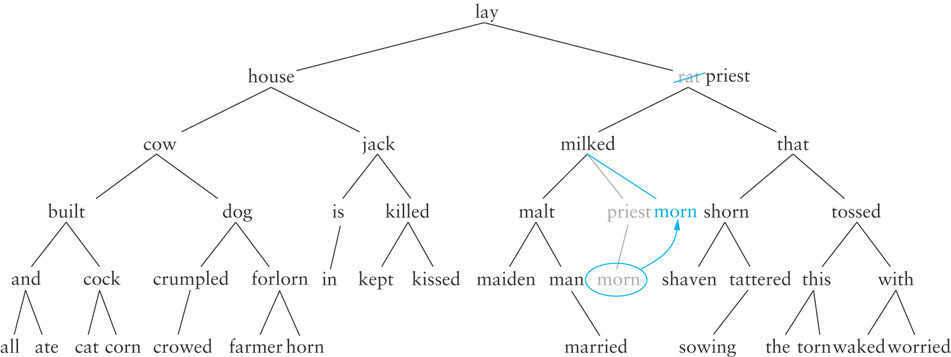 lay
house rat priest
cow jack milked that
built dog is killed malt priest morn shorn tossed
and cock crumpled forlorn in kept kissed maiden man morn shaven tattered this with
all ate cat corn crowed farmer horn married sowing the torn waked worried